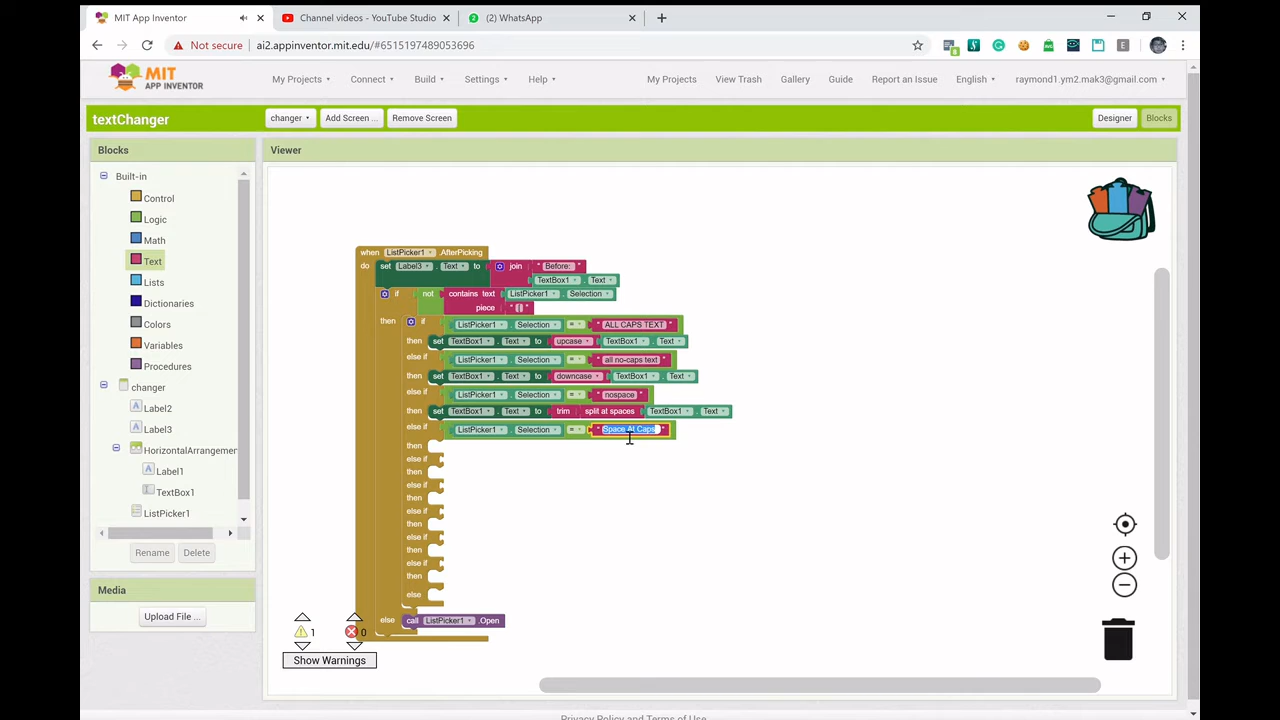 MIT App Inventor
Channel videos - YouTube Studio
(2) WhatsApp
Not secure
ai2.appinventor.mit.edu/#6515197489053696
MIT
APP INVENTOR
My Projects
Connect
Build
Settings
Help
My Projects
View Trash
Gallery
Guide
Report an Issue
English
raymond1.ym2.mak3@gmail.com
textChanger
changer
Add Screen ...
Remove Screen
Designer
Blocks
Blocks
Viewer
Built-in
Control
Logic
Math
Text
Lists
Dictionaries
Colors
Variables
Procedures
changer
Label2
Label3
HorizontalArrangemen
Label1
TextBox1
ListPicker1
Rename
Delete
Media
Upload File ...
when ListPicker1 .AfterPicking
do set Label3 . Text to join " Before: "
TextBox1 . Text
if not contains text ListPicker1 . Selection
piece " | "
then if ListPicker1 . Selection = " ALL CAPS TEXT "
then set TextBox1 . Text to upcase TextBox1 . Text
else if ListPicker1 . Selection = " all no-caps text "
then set TextBox1 . Text to downcase TextBox1 . Text
else if ListPicker1 . Selection = " nospace "
then set TextBox1 . Text to trim split at spaces TextBox1 . Text
else if ListPicker1 . Selection = " Space At Caps "
then
else if
then
else if
then
else if
then
else if
then
else if
then
else
else call ListPicker1 .Open
1
0
Show Warnings
Privacy Policy and Terms of Use